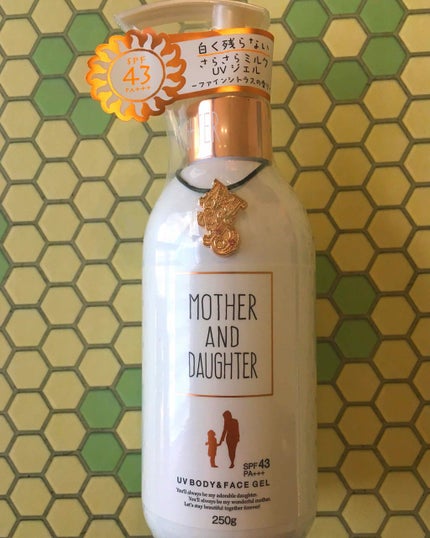 SPF
43
PA+++
白く残らない
さらさらミルク
UVジェル
ーファインシトラスの香りー
MOTHER
AND
DAUGHTER
SPF43
PA+++
UV BODY&FACE GEL
You'll always be my adorable daughter.
You'll always be my wonderful mother.
Let's stay beautiful together forever!
250g